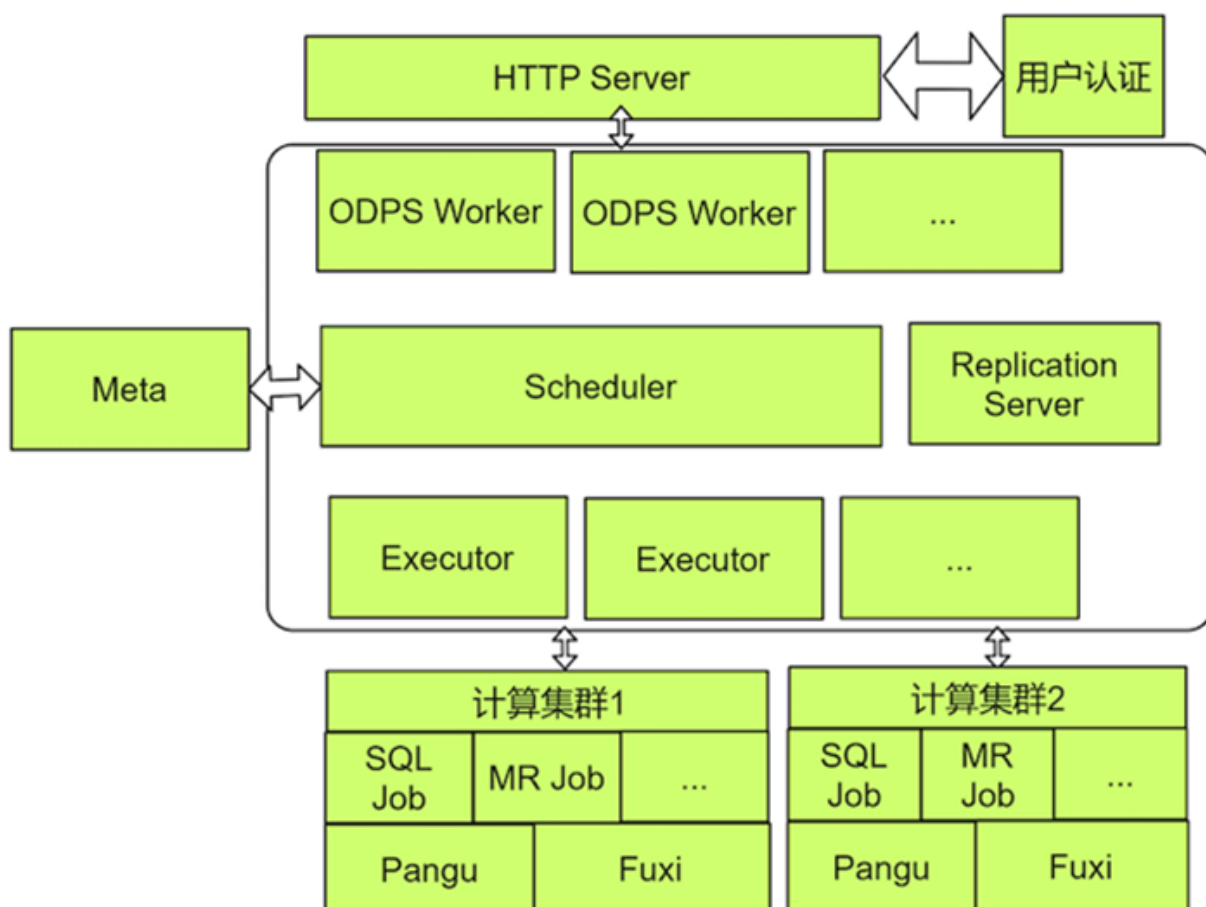 HTTP Server
用户认证
ODPS Worker
ODPS Worker
...
Meta
Scheduler
Replication
Server
Executor
Executor
...
计算集群1
计算集群2
SQL
Job
MR Job
...
SQL
Job
MR
Job
...
Pangu
Fuxi
Pangu
Fuxi